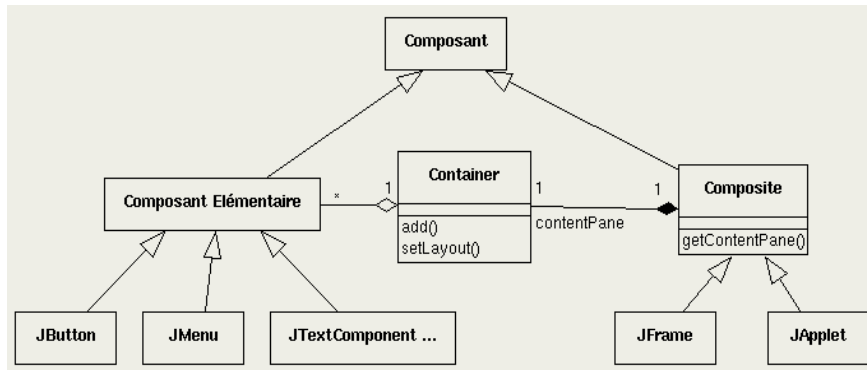 Composant
Container
add()
setLayout()
Composite
getContentPane()
Composant Elémentaire
*
1
1
contentPane
1
JButton
JMenu
JTextComponent ...
JFrame
JApplet